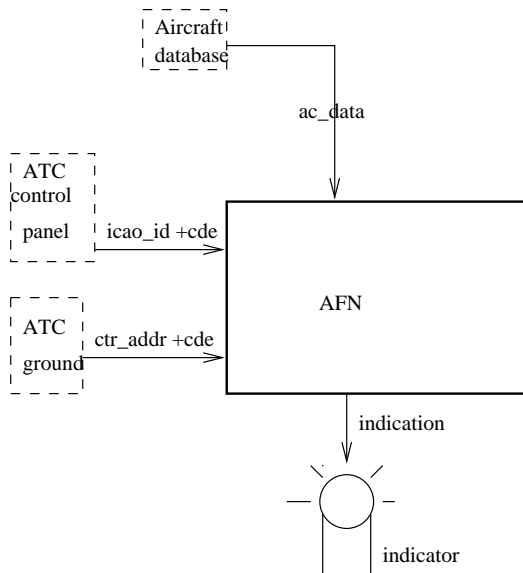 Aircraft
database
ac_data
ATC
control
panel
icao_id +cde
AFN
ATC
ground
ctr_addr +cde
indication
indicator